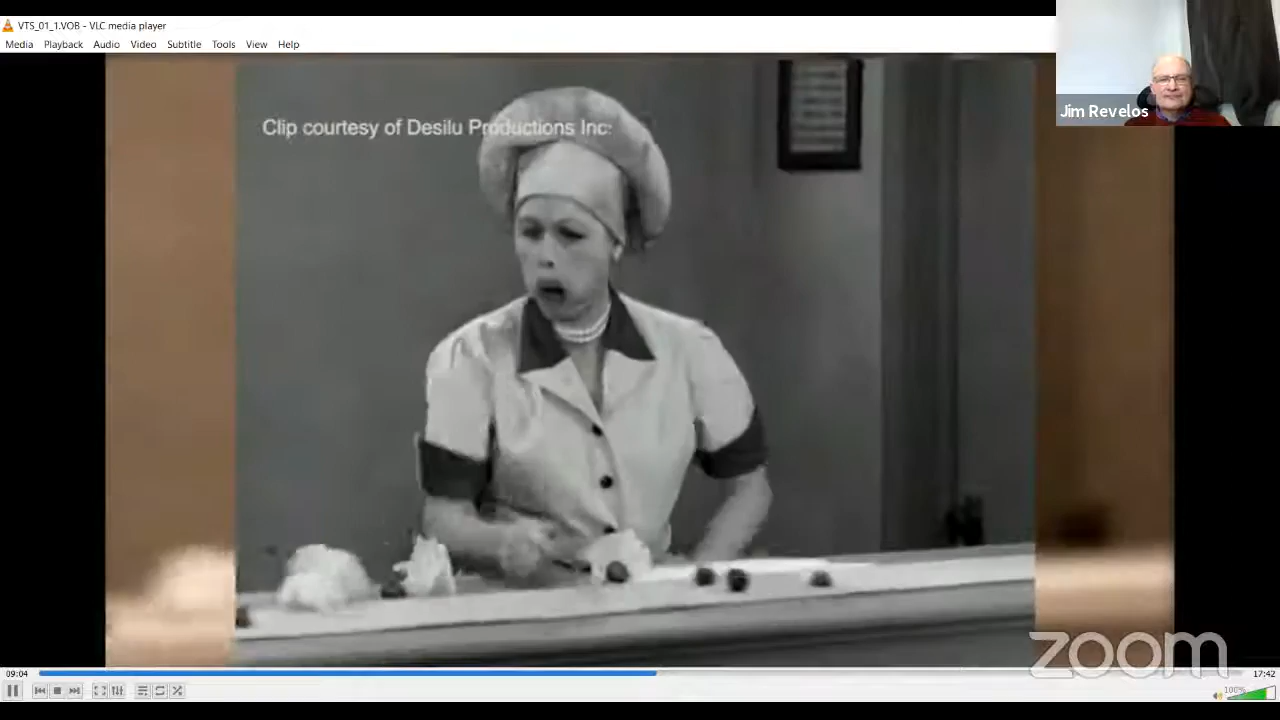 VTS_01_1.VOB - VLC media player
Media Playback Audio Video Subtitle Tools View Help
Jim Revelos
Clip courtesy of Desilu Productions Inc.
zoom
09:04
17:42
100%